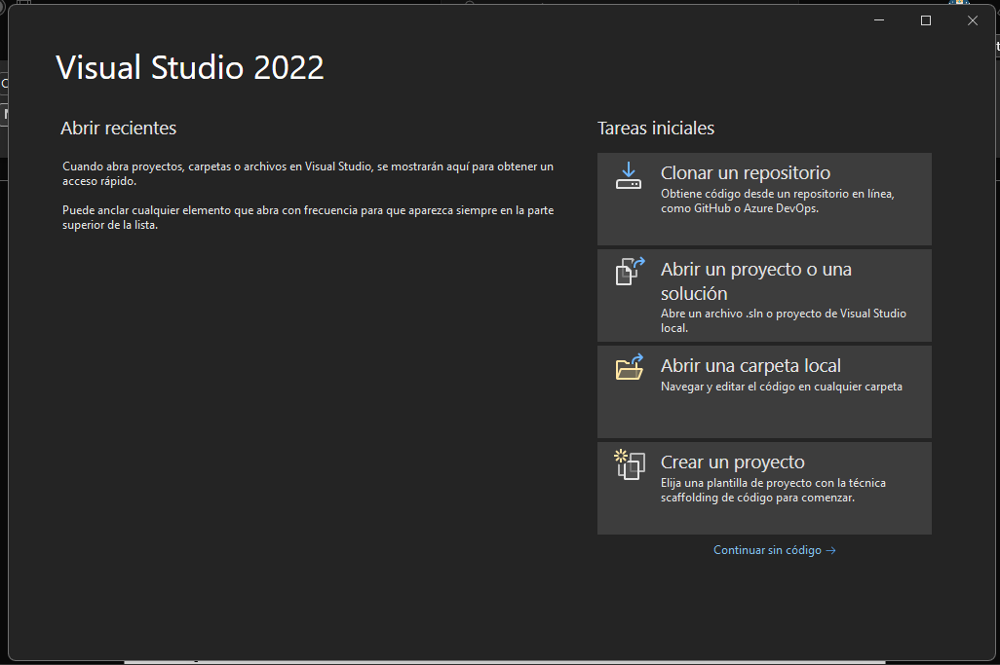 Visual Studio 2022
Abrir recientes
Cuando abra proyectos, carpetas o archivos en Visual Studio, se mostrarán aquí para obtener un
acceso rápido.
Puede anclar cualquier elemento que abra con frecuencia para que aparezca siempre en la parte
superior de la lista.
Tareas iniciales
Clonar un repositorio
Obtiene código desde un repositorio en línea,
como GitHub o Azure DevOps.
Abrir un proyecto o una
solución
Abre un archivo .sln o proyecto de Visual Studio
local.
Abrir una carpeta local
Navegar y editar el código en cualquier carpeta
Crear un proyecto
Elija una plantilla de proyecto con la técnica
scaffolding de código para comenzar.
Continuar sin código →